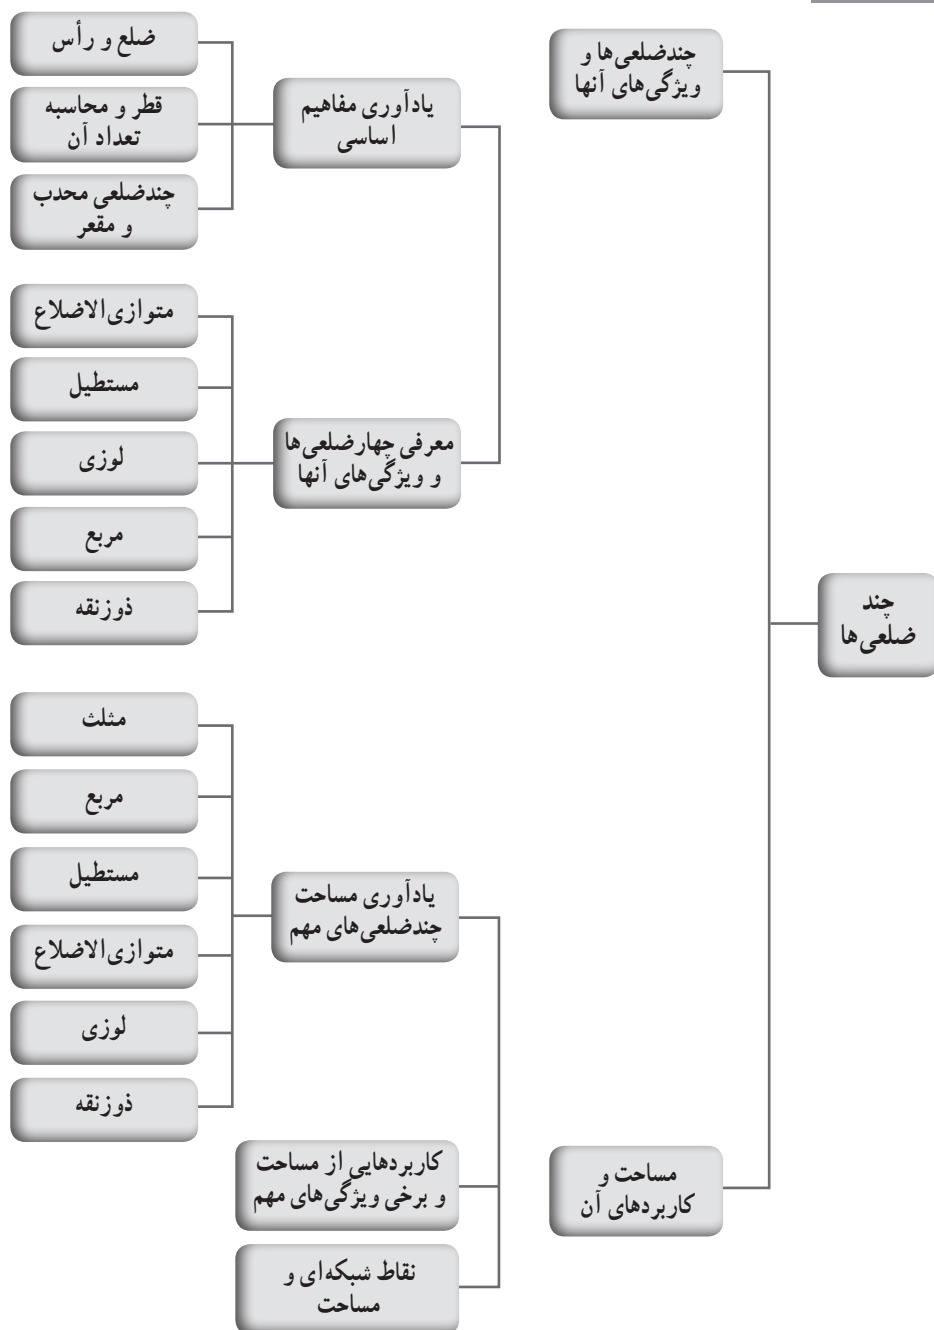 چند
ضلعی‌ها
چندضلعی‌ها و
ویژگی‌های آنها
یادآوری مفاهیم
اساسی
ضلع و رأس
قطر و محاسبه
تعداد آن
چندضلعی محدب
و مقعر
معرفی چهارضلعی‌ها
و ویژگی‌های آنها
متوازی‌الاضلاع
مستطیل
لوزی
مربع
ذوزنقه
مساحت و
کاربردهای آن
یادآوری مساحت
چندضلعی‌های مهم
مثلث
مربع
مستطیل
متوازی‌الاضلاع
لوزی
ذوزنقه
کاربردهایی از مساحت
و برخی ویژگی‌های مهم
نقاط شبکه‌ای و
مساحت